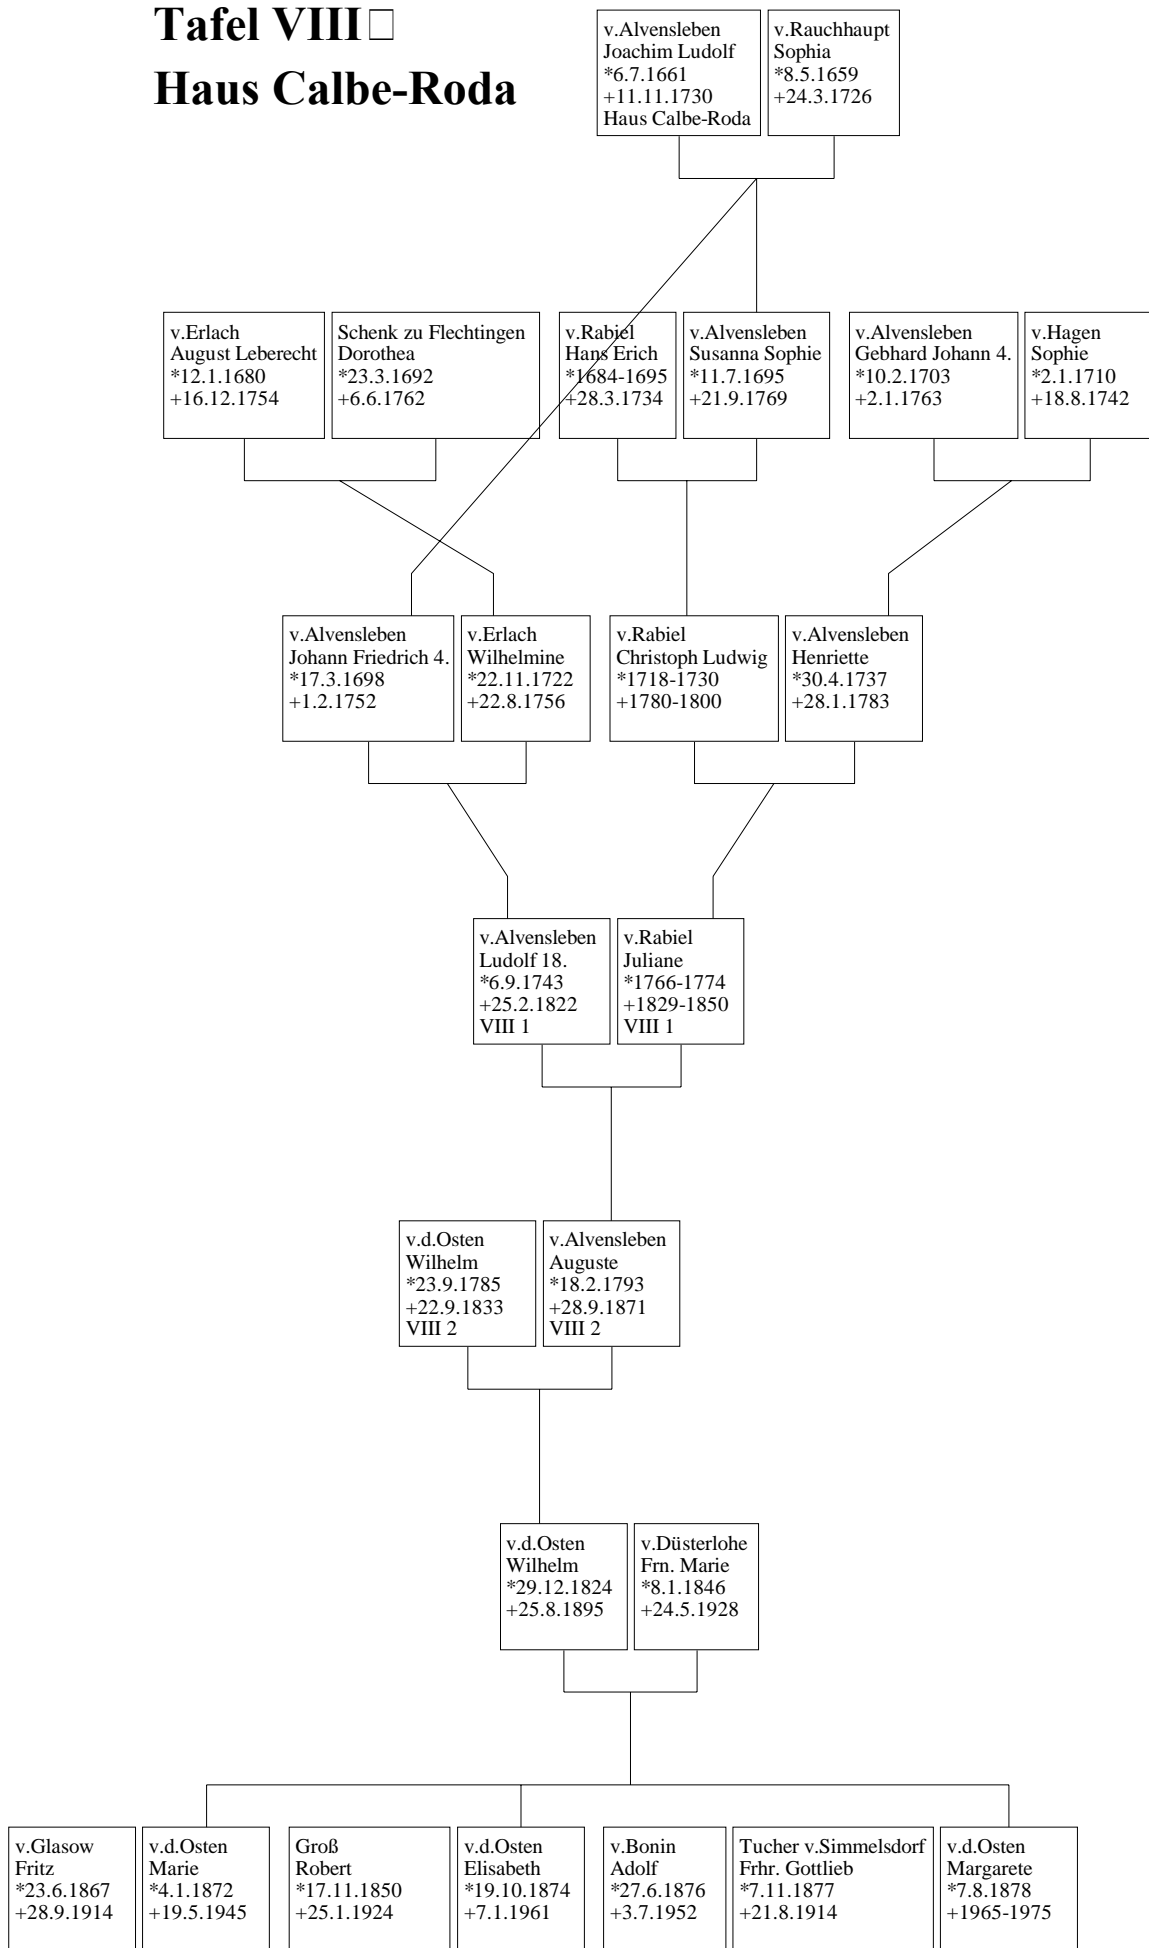 Tafel VIII
Haus Calbe-Roda
v.Alvensleben
Joachim Ludolf
*6.7.1661
+11.11.1730
Haus Calbe-Roda
v.Rauchhaupt
Sophia
*8.5.1659
+24.3.1726
v.Erlach
August Leberecht
*12.1.1680
+16.12.1754
Schenk zu Flechtingen
Dorothea
*23.3.1692
+6.6.1762
v.Rabiel
Hans Erich
*1684-1695
+28.3.1734
v.Alvensleben
Susanna Sophie
*11.7.1695
+21.9.1769
v.Alvensleben
Gebhard Johann 4.
*10.2.1703
+2.1.1763
v.Hagen
Sophie
*2.1.1710
+18.8.1742
v.Alvensleben
Johann Friedrich 4.
*17.3.1698
+1.2.1752
v.Erlach
Wilhelmine
*22.11.1722
+22.8.1756
v.Rabiel
Christoph Ludwig
*1718-1730
+1780-1800
v.Alvensleben
Henriette
*30.4.1737
+28.1.1783
v.Alvensleben
Ludolf 18.
*6.9.1743
+25.2.1822
VIII 1
v.Rabiel
Juliane
*1766-1774
+1829-1850
VIII 1
v.d.Osten
Wilhelm
*23.9.1785
+22.9.1833
VIII 2
v.Alvensleben
Auguste
*18.2.1793
+28.9.1871
VIII 2
v.d.Osten
Wilhelm
*29.12.1824
+25.8.1895
v.Düsterlohe
Frn. Marie
*8.1.1846
+24.5.1928
v.Glasow
Fritz
*23.6.1867
+28.9.1914
v.d.Osten
Marie
*4.1.1872
+19.5.1945
Groß
Robert
*17.11.1850
+25.1.1924
v.d.Osten
Elisabeth
*19.10.1874
+7.1.1961
v.Bonin
Adolf
*27.6.1876
+3.7.1952
Tucher v.Simmelsdorf
Frhr. Gottlieb
*7.11.1877
+21.8.1914
v.d.Osten
Margarete
*7.8.1878
+1965-1975